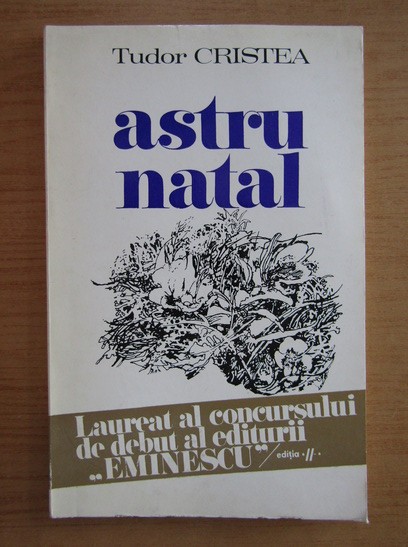 Tudor CRISTEA
astru
natal
Laureat al concursului
de debut al editurii
„EMINESCU”/ediția •II•